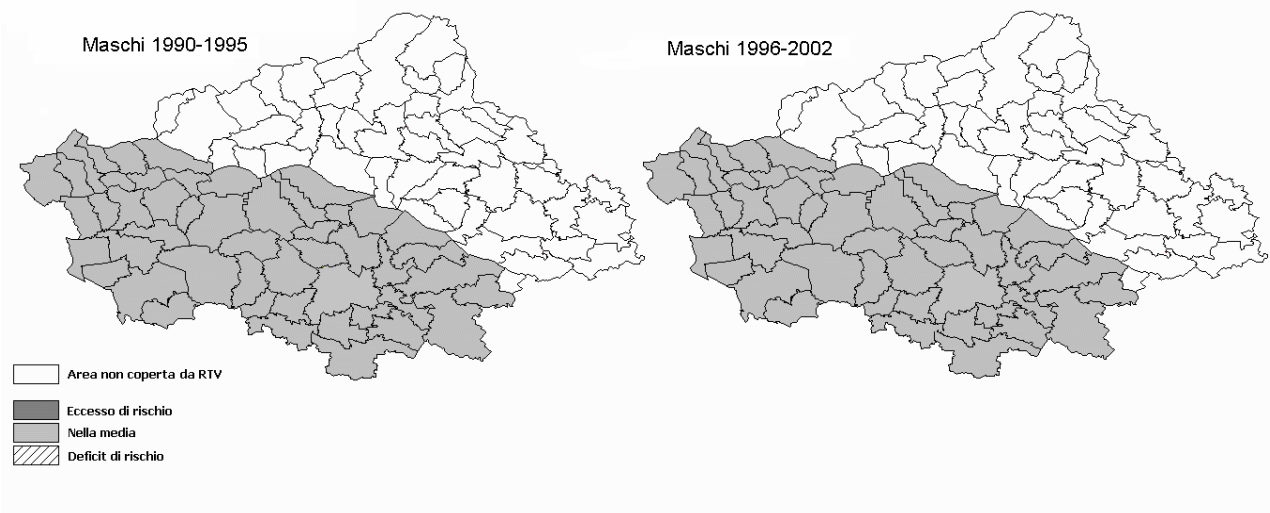 Maschi 1990-1995
Maschi 1996-2002
Area non coperta da RTV
Eccesso di rischio
Nella media
Deficit di rischio